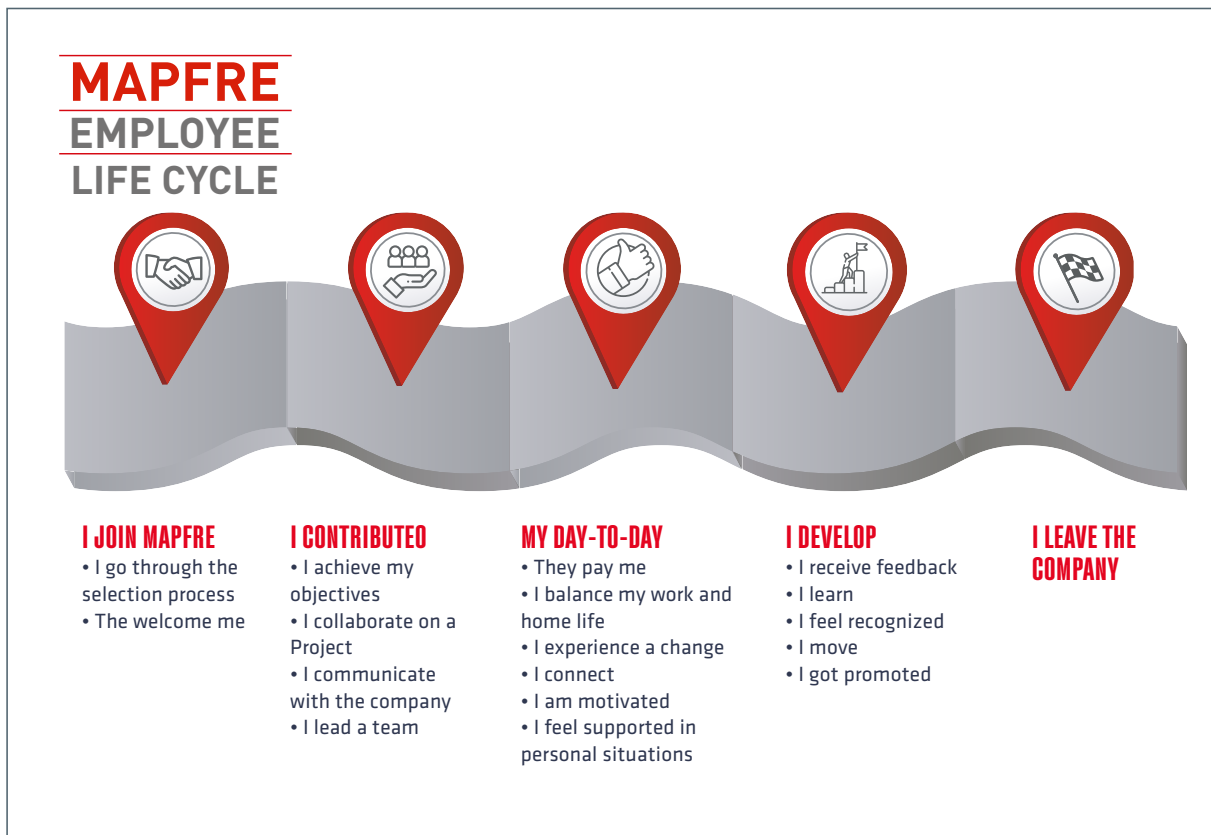 MAPFRE
EMPLOYEE
LIFE CYCLE
I JOIN MAPFRE
• I go through the
selection process
• The welcome me
I CONTRIBUTEO
• I achieve my
objectives
• I collaborate on a
Project
• I communicate
with the company
• I lead a team
MY DAY-TO-DAY
• They pay me
• I balance my work and
home life
• I experience a change
• I connect
• I am motivated
• I feel supported in
personal situations
I DEVELOP
• I receive feedback
• I learn
• I feel recognized
• I move
• I got promoted
I LEAVE THE
COMPANY